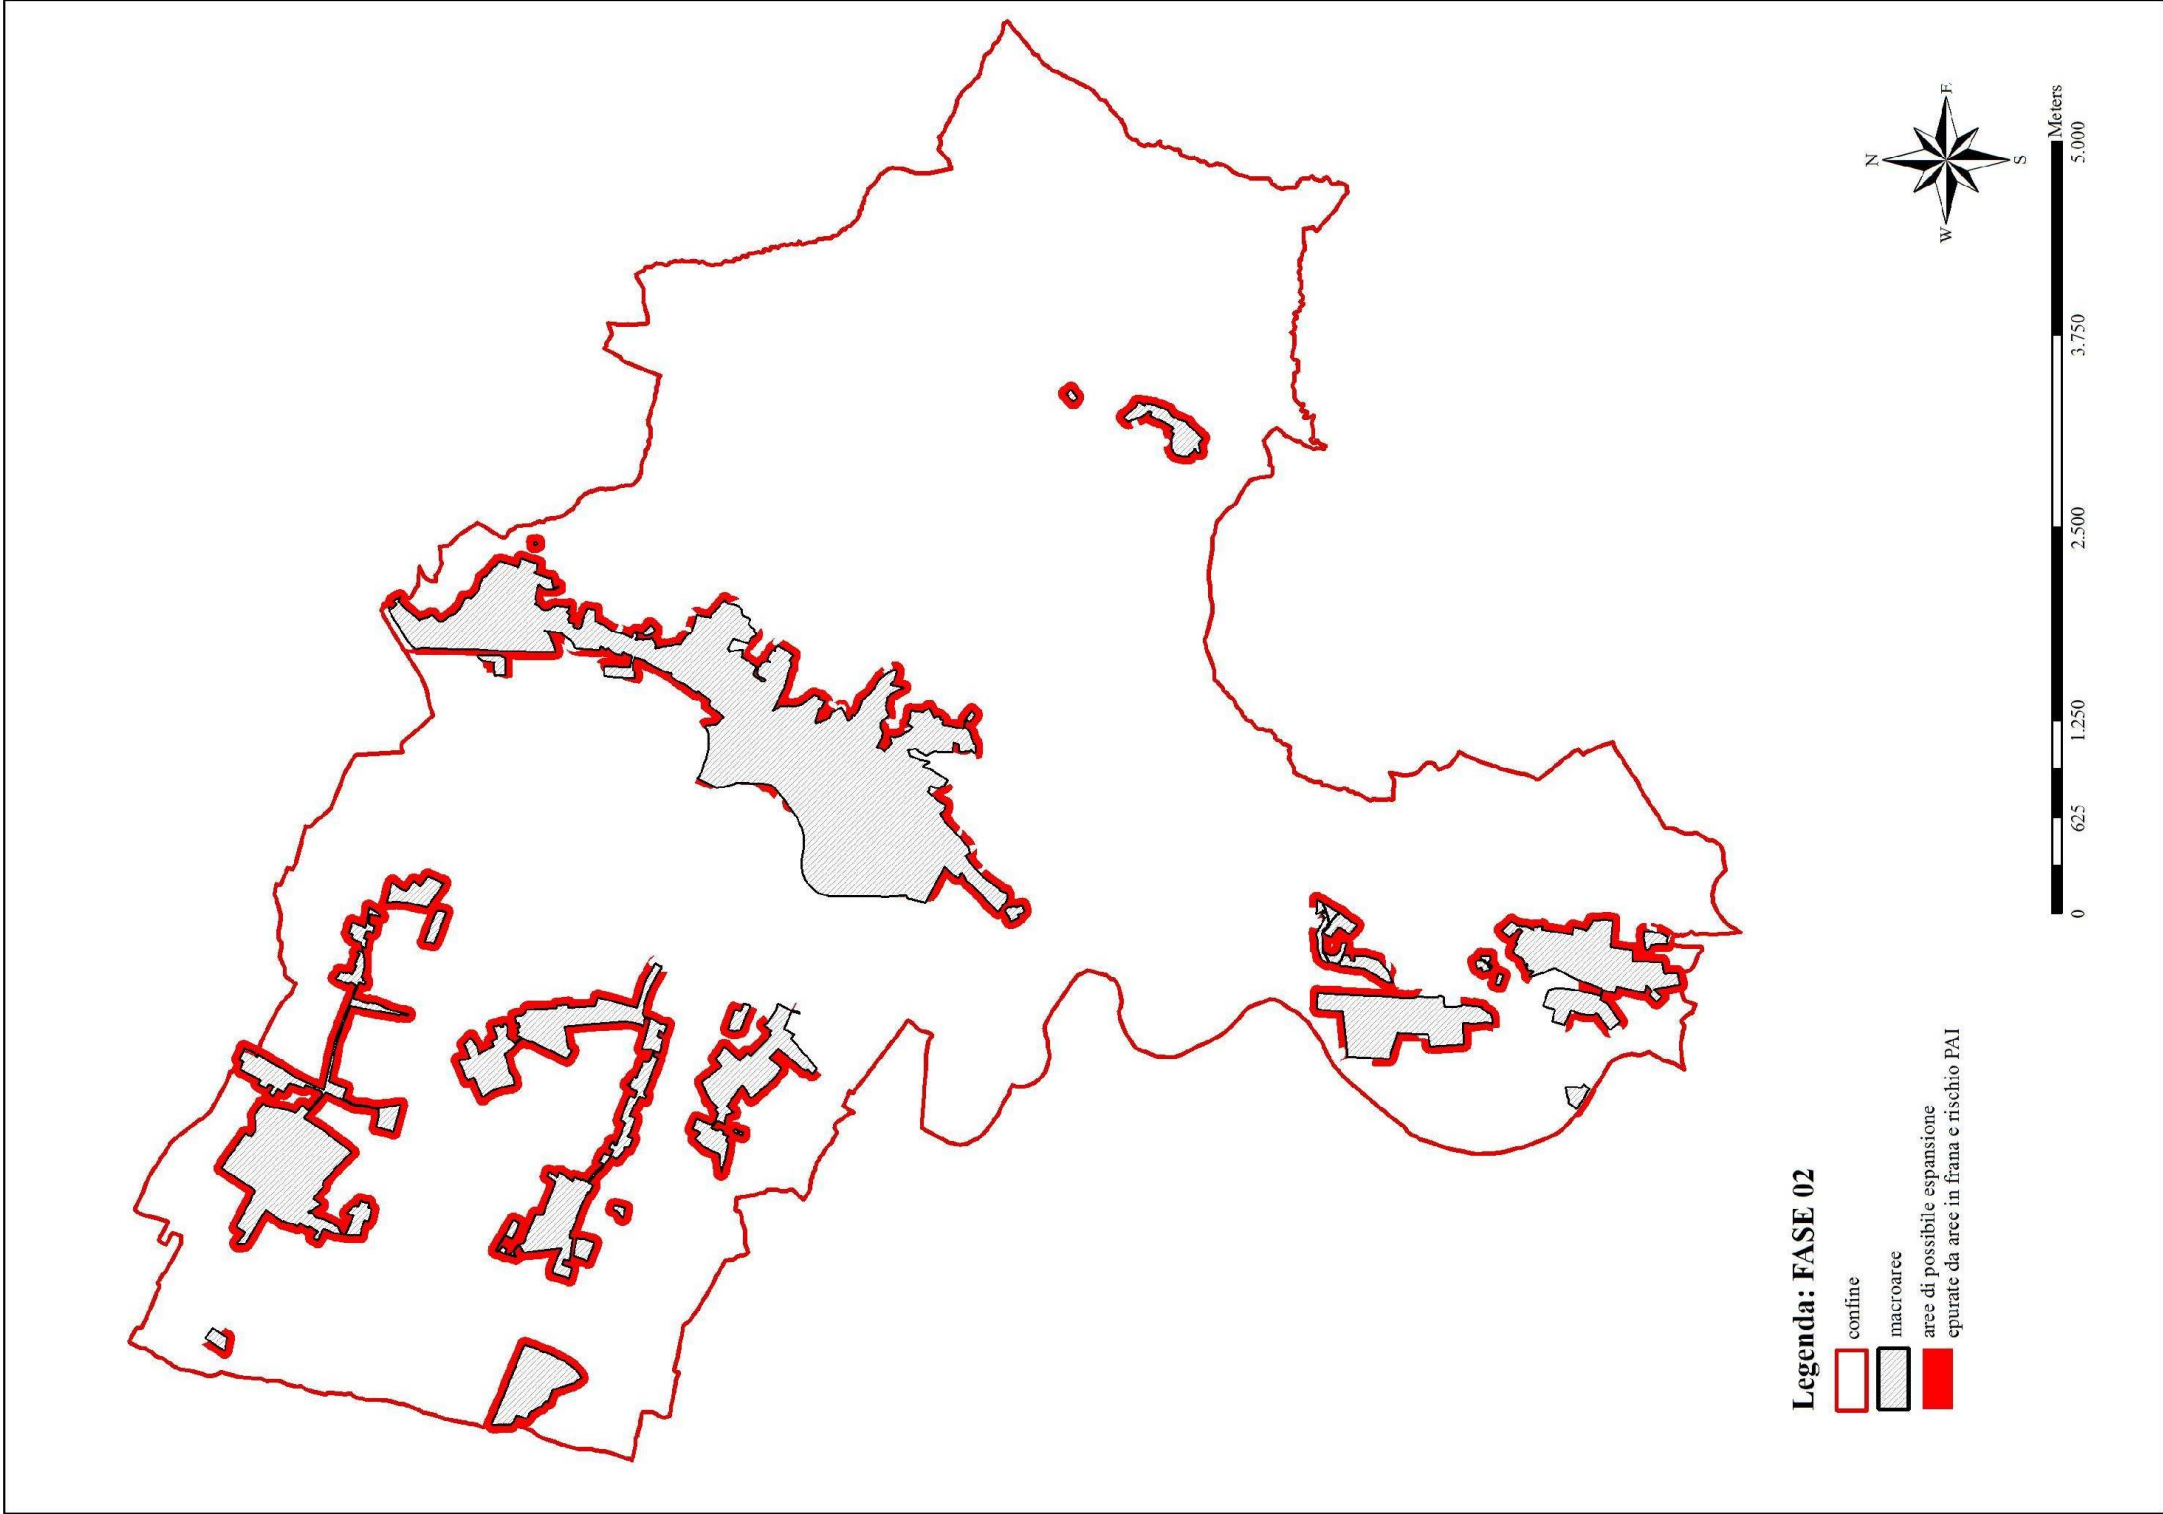 Legenda: FASE 02
confine
macroaree
aree di possibile espansione
epurate da aree in frana e rischio PAI
N
W
E
S
0 625 1.250 2.500 3.750 5.000
Meters